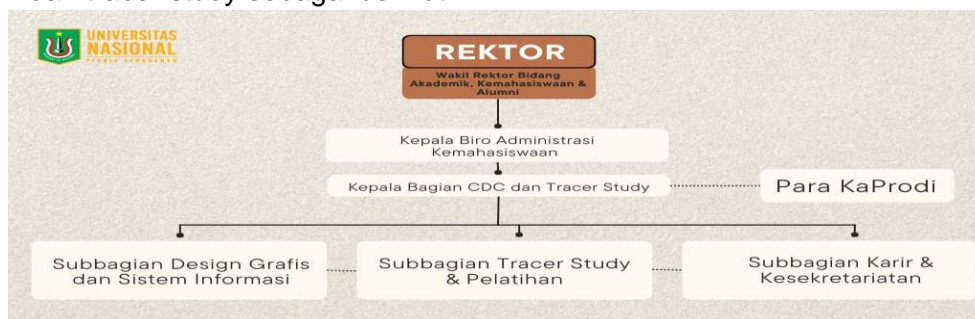 UNIVERSITAS
NASIONAL
REKTOR
Wakil Rektor Bidang
Akademik, Kemahasiswaan &
Alumni
Kepala Biro Administrasi
Kemahasiswaan
Kepala Bagian CDC dan Tracer Study
Para KaProdi
Subbagian Design Grafis
dan Sistem Informasi
Subbagian Tracer Study
& Pelatihan
Subbagian Karir &
Kesekretariatan